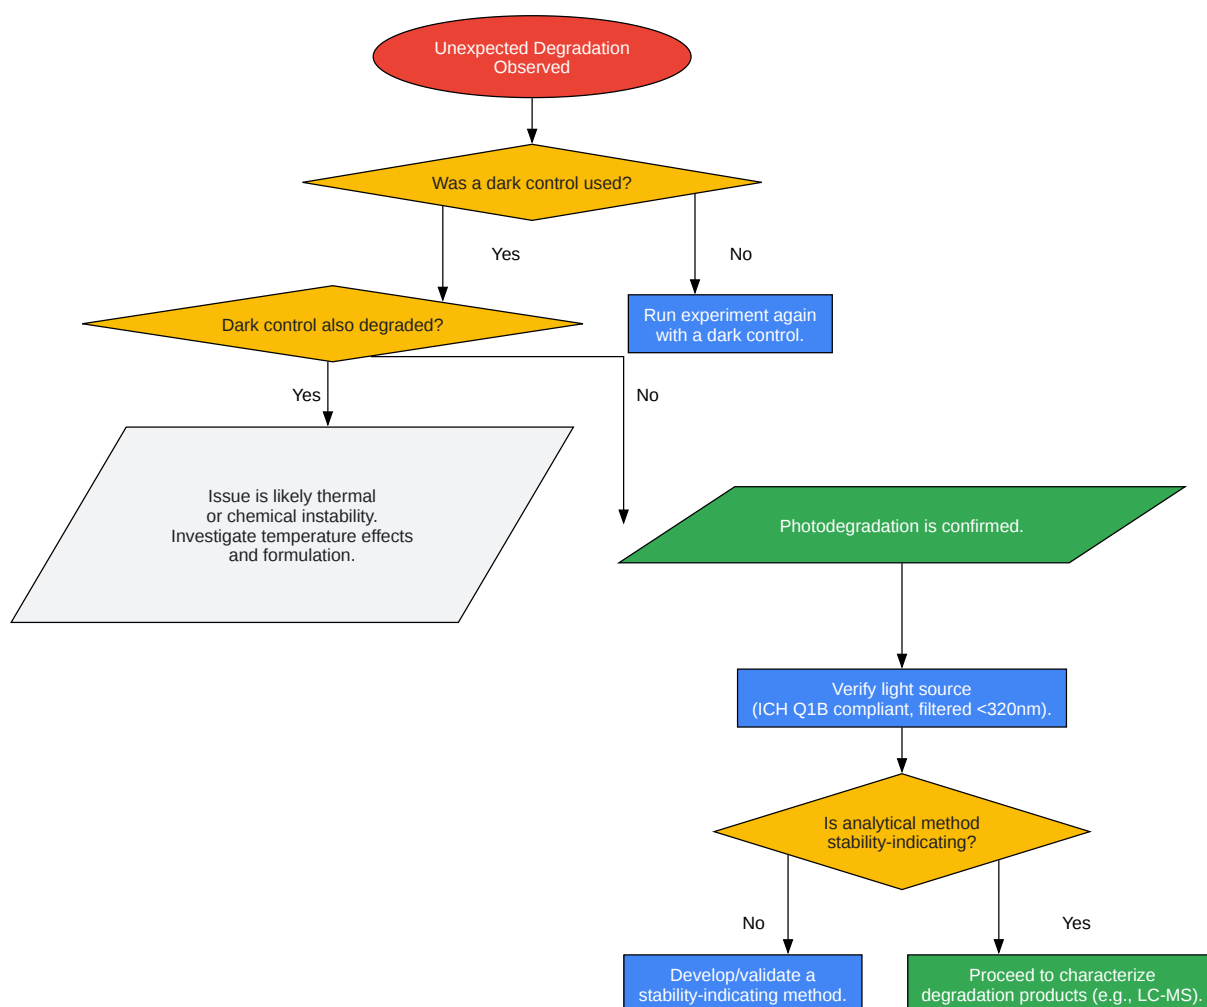 Unexpected Degradation
Observed
Was a dark control used?
Yes
No
Dark control also degraded?
Run experiment again
with a dark control.
Yes
No
Issue is likely thermal
or chemical instability.
Investigate temperature effects
and formulation.
Photodegradation is confirmed.
Verify light source
(ICH Q1B compliant, filtered <320nm).
Is analytical method
stability-indicating?
No
Yes
Develop/validate a
stability-indicating method.
Proceed to characterize
degradation products (e.g., LC-MS).